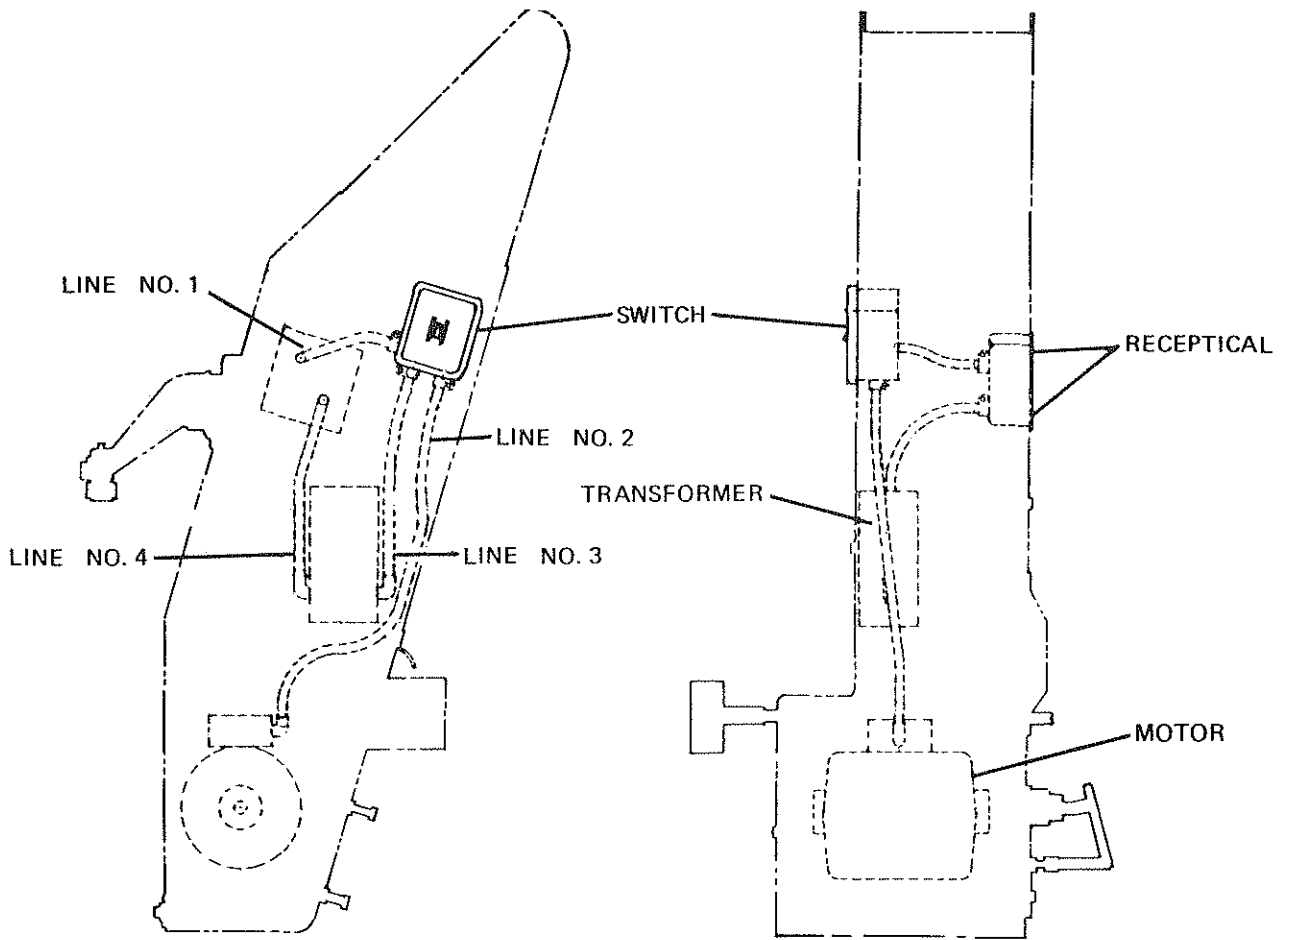 LINE NO. 1
SWITCH
RECEPTICAL
LINE NO. 2
TRANSFORMER
LINE NO. 4
LINE NO. 3
MOTOR